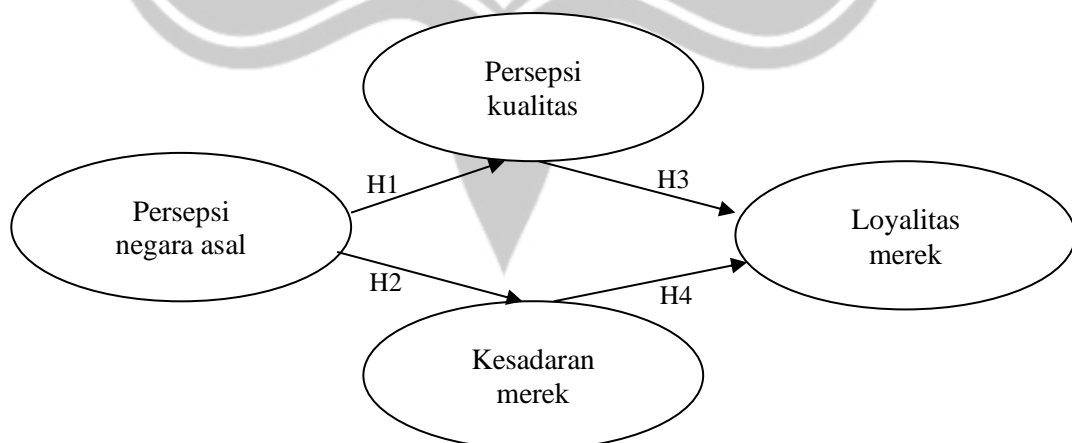 Persepsi
kualitas
H1
H3
Persepsi
negara asal
Loyalitas
merek
H2
H4
Kesadaran
merek